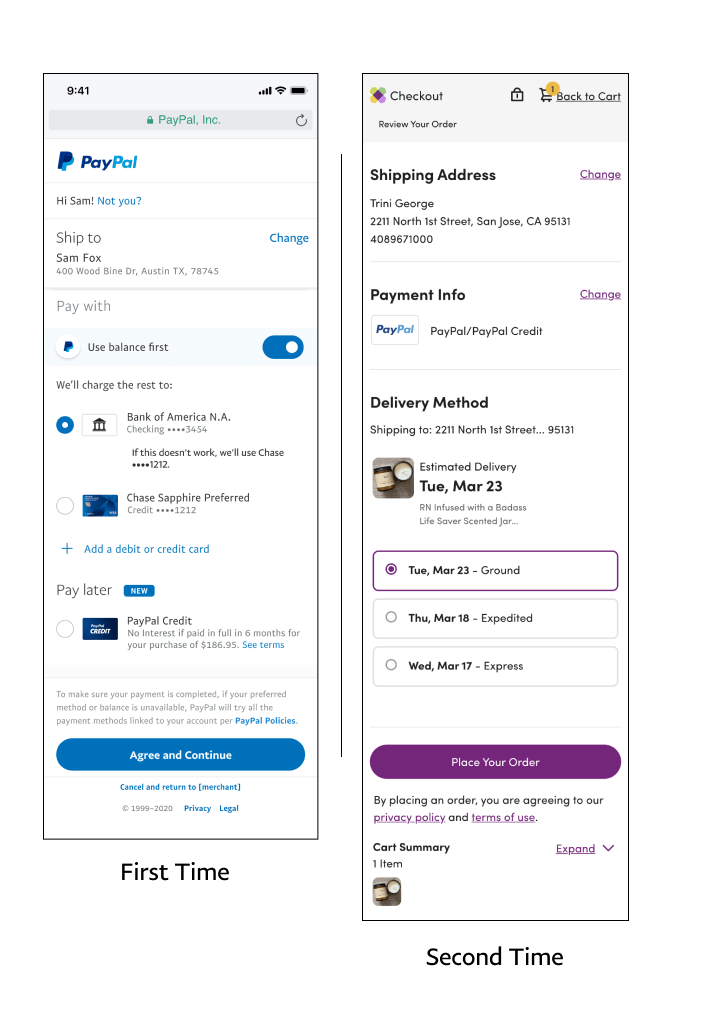 9:41
PayPal, Inc.
PayPal
Hi Sam! Not you?
Ship to
Change
Sam Fox
400 Wood Bine Dr, Austin TX, 78745
Pay with
Use balance first
We'll charge the rest to:
Bank of America N.A.
Checking ••••3454
If this doesn't work, we'll use Chase
••••1212.
Chase Sapphire Preferred
Credit ••••1212
+ Add a debit or credit card
Pay later NEW
PayPal CREDIT
PayPal Credit
No Interest if paid in full in 6 months for
your purchase of $186.95. See terms
To make sure your payment is completed, if your preferred
method or balance is unavailable, PayPal will try all the
payment methods linked to your account per PayPal Policies.
Agree and Continue
Cancel and return to [merchant]
© 1999-2020 Privacy Legal
First Time
Checkout
1
Back to Cart
Review Your Order
Shipping Address
Change
Trini George
2211 North 1st Street, San Jose, CA 95131
4089671000
Payment Info
Change
PayPal
PayPal/PayPal Credit
Delivery Method
Shipping to: 2211 North 1st Street... 95131
Estimated Delivery
Tue, Mar 23
RN Infused with a Badass
Life Saver Scented Jar...
Tue, Mar 23 - Ground
Thu, Mar 18 - Expedited
Wed, Mar 17 - Express
Place Your Order
By placing an order, you are agreeing to our
privacy policy and terms of use.
Cart Summary
Expand
1 Item
Second Time